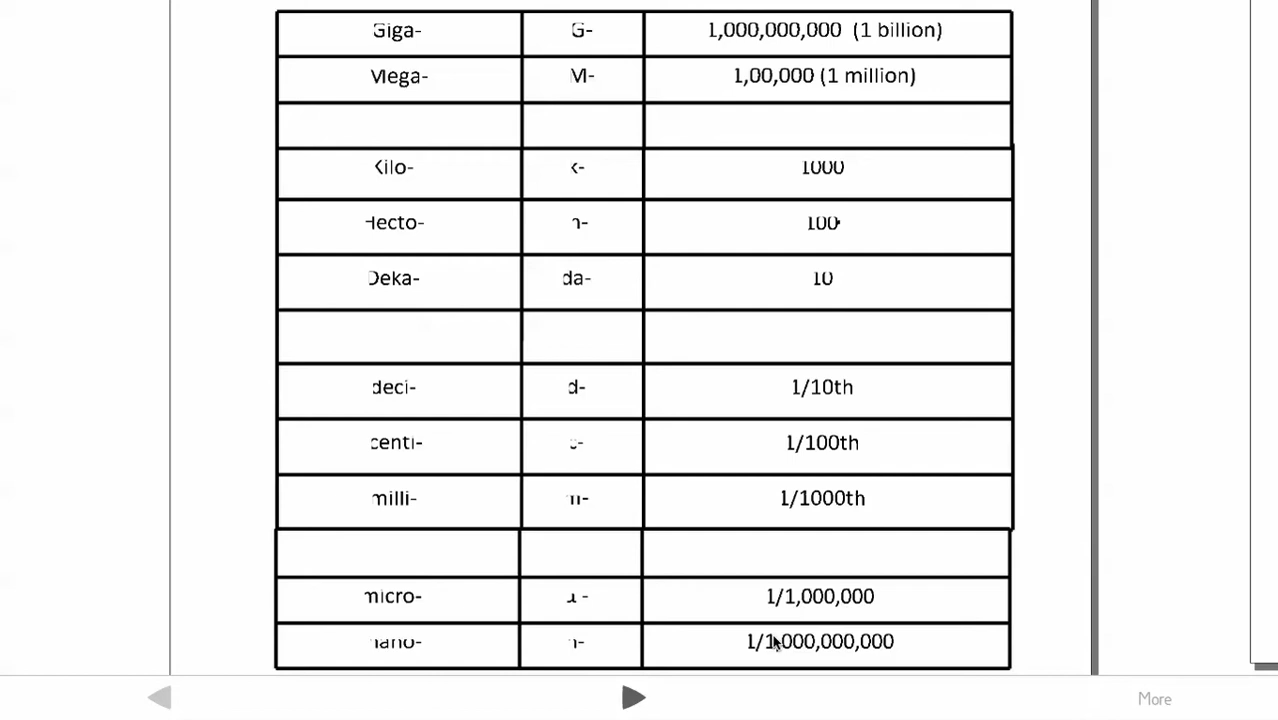 Giga- G- 1,000,000,000 (1 billion)
Mega- M- 1,00,000 (1 million)
Kilo- k- 1000
Hecto- h- 100
Deka- da- 10
deci- d- 1/10th
centi- c- 1/100th
milli- m- 1/1000th
micro- µ - 1/1,000,000
nano- n- 1/1,000,000,000
More